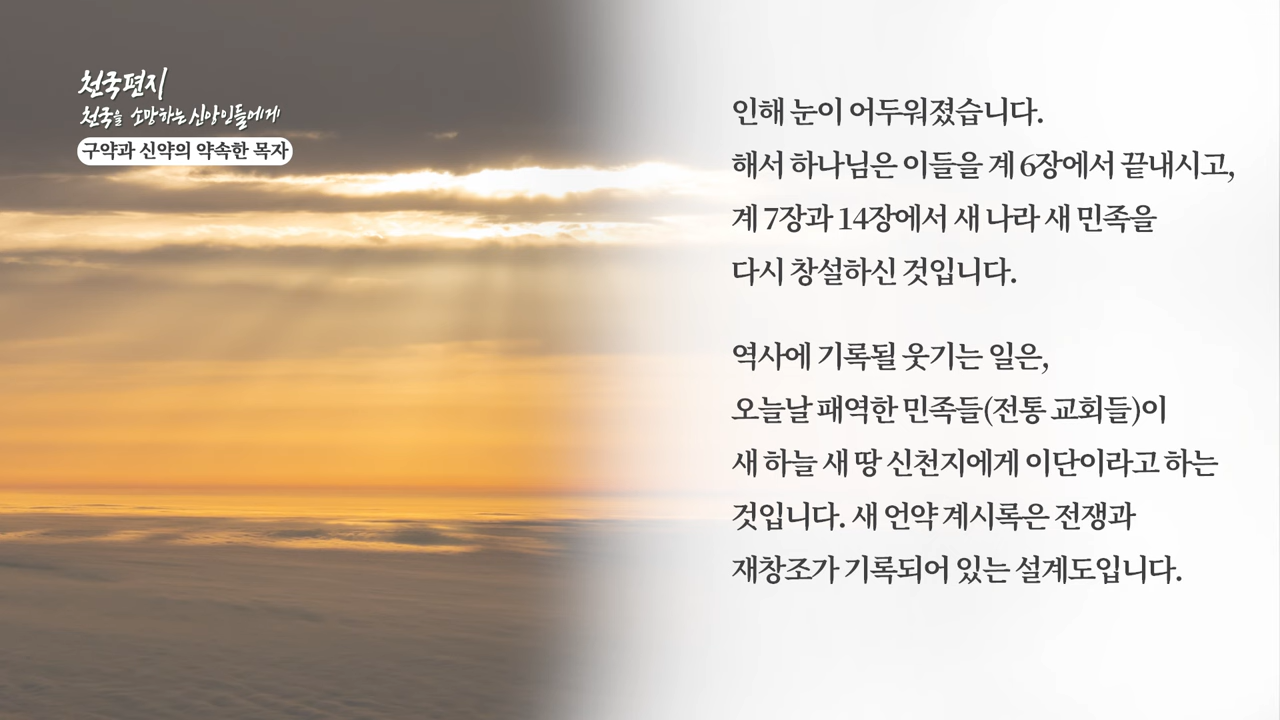 천국편지
천국을 소망하는 신앙인들에게
구약과 신약의 약속한 목자
인해 눈이 어두워졌습니다.
해서 하나님은 이들을 계 6장에서 끝내시고,
계 7장과 14장에서 새 나라 새 민족을
다시 창설하신 것입니다.
역사에 기록될 웃기는 일은,
오늘날 패역한 민족들(전통 교회들)이
새 하늘 새 땅 신천지에게 이단이라고 하는
것입니다. 새 언약 계시록은 전쟁과
재창조가 기록되어 있는 설계도입니다.